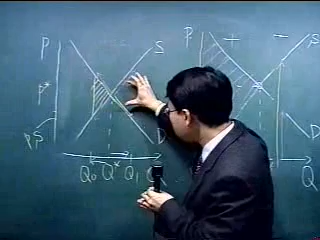 P S
P*
PS
D
Q₀ Q* Q₁ Q
P + - S
D
Q